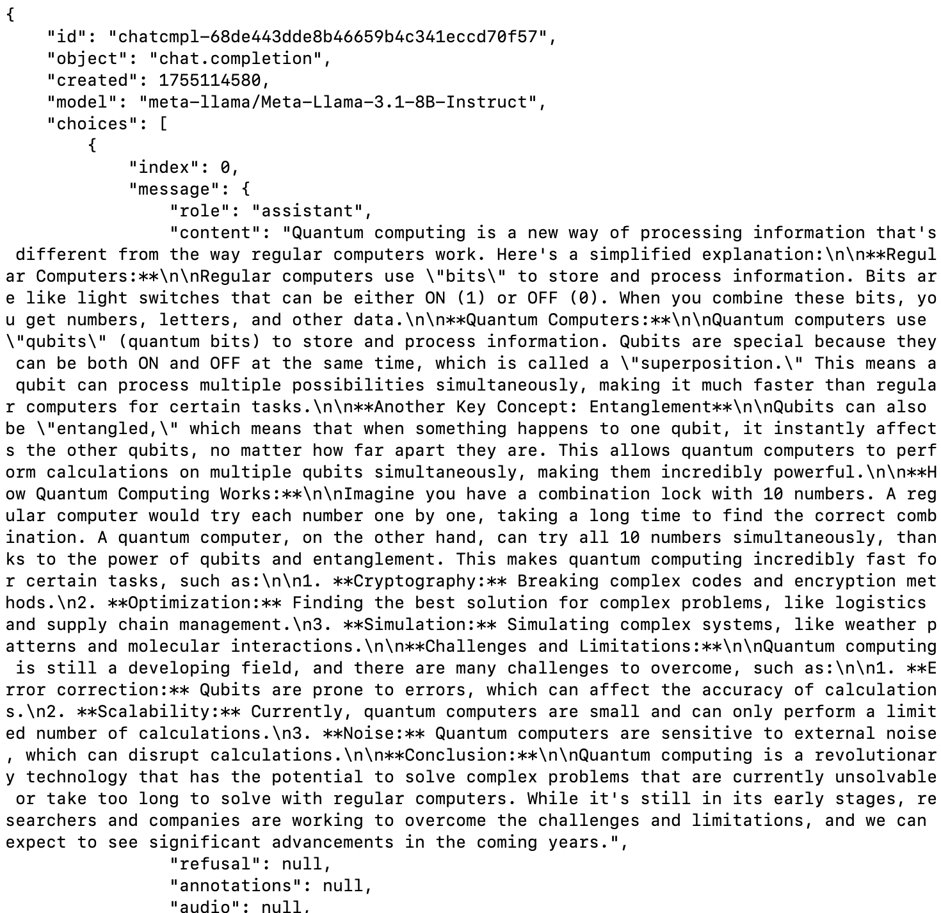 {
    "id": "chatcmpl-68de443dde8b46659b4c341eccd70f57",
    "object": "chat.completion",
    "created": 1755114580,
    "model": "meta-llama/Meta-Llama-3.1-8B-Instruct",
    "choices": [
        {
            "index": 0,
            "message": {
                "role": "assistant",
                "content": "Quantum computing is a new way of processing information that's
 different from the way regular computers work. Here's a simplified explanation:\n\n**Regul
ar Computers:**\n\nRegular computers use \"bits\" to store and process information. Bits ar
e like light switches that can be either ON (1) or OFF (0). When you combine these bits, yo
u get numbers, letters, and other data.\n\n**Quantum Computers:**\n\nQuantum computers use 
\"qubits\" (quantum bits) to store and process information. Qubits are special because they
 can be both ON and OFF at the same time, which is called a \"superposition.\" This means a
 qubit can process multiple possibilities simultaneously, making it much faster than regula
r computers for certain tasks.\n\n**Another Key Concept: Entanglement**\n\nQubits can also 
be \"entangled,\" which means that when something happens to one qubit, it instantly affect
s the other qubits, no matter how far apart they are. This allows quantum computers to perf
orm calculations on multiple qubits simultaneously, making them incredibly powerful.\n\n**H
ow Quantum Computing Works:**\n\nImagine you have a combination lock with 10 numbers. A reg
ular computer would try each number one by one, taking a long time to find the correct comb
ination. A quantum computer, on the other hand, can try all 10 numbers simultaneously, than
ks to the power of qubits and entanglement. This makes quantum computing incredibly fast fo
r certain tasks, such as:\n\n1. **Cryptography:** Breaking complex codes and encryption met
hods.\n2. **Optimization:** Finding the best solution for complex problems, like logistics 
and supply chain management.\n3. **Simulation:** Simulating complex systems, like weather p
atterns and molecular interactions.\n\n**Challenges and Limitations:**\n\nQuantum computing
 is still a developing field, and there are many challenges to overcome, such as:\n\n1. **E
rror correction:** Qubits are prone to errors, which can affect the accuracy of calculation
s.\n2. **Scalability:** Currently, quantum computers are small and can only perform a limit
ed number of calculations.\n3. **Noise:** Quantum computers are sensitive to external noise
, which can disrupt calculations.\n\n**Conclusion:**\n\nQuantum computing is a revolutionar
y technology that has the potential to solve complex problems that are currently unsolvable
 or take too long to solve with regular computers. While it's still in its early stages, re
searchers and companies are working to overcome the challenges and limitations, and we can 
expect to see significant advancements in the coming years.",
                "refusal": null,
                "annotations": null,
                "audio": null,